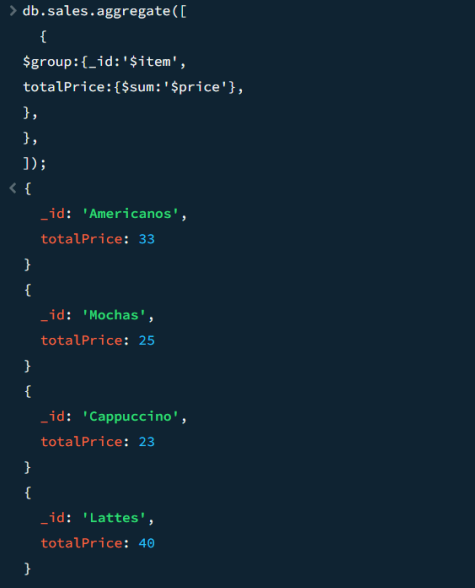 > db.sales.aggregate([
{
$group:{_id:'$item',
totalPrice:{$sum:'$price'},
},
},
]);
< {
_id: 'Americanos',
totalPrice: 33
}
{
_id: 'Mochas',
totalPrice: 25
}
{
_id: 'Cappuccino',
totalPrice: 23
}
{
_id: 'Lattes',
totalPrice: 40
}